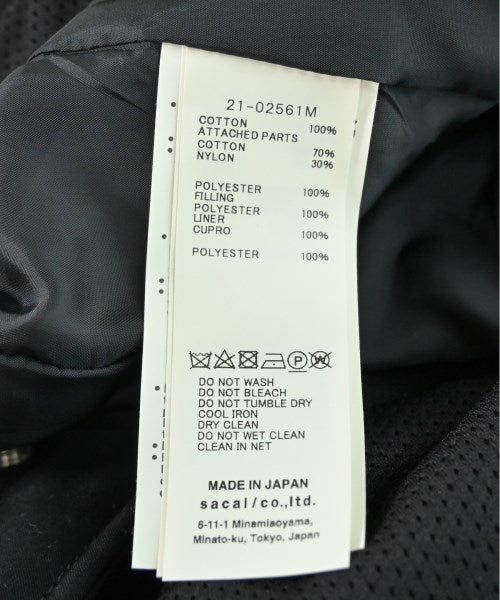 21-02561M
COTTON 100%
ATTACHED PARTS
COTTON 70%
NYLON 30%
POLYESTER 100%
FILLING
POLYESTER 100%
LINER
CUPRO 100%
POLYESTER 100%
P W
DO NOT WASH
DO NOT BLEACH
DO NOT TUMBLE DRY
COOL IRON
DRY CLEAN
DO NOT WET CLEAN
CLEAN IN NET
MADE IN JAPAN
sacai/co.,ltd.
6-11-1 Minamiaoyama,
Minato-ku, Tokyo, Japan